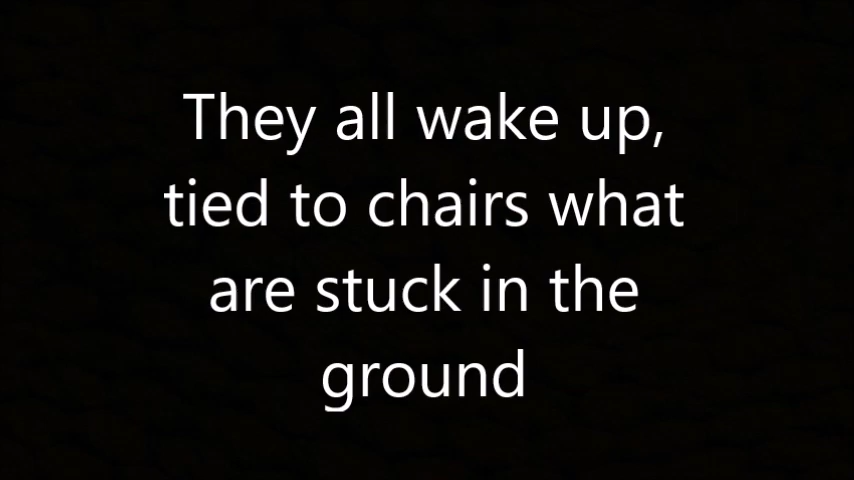 They all wake up,
tied to chairs what
are stuck in the
ground